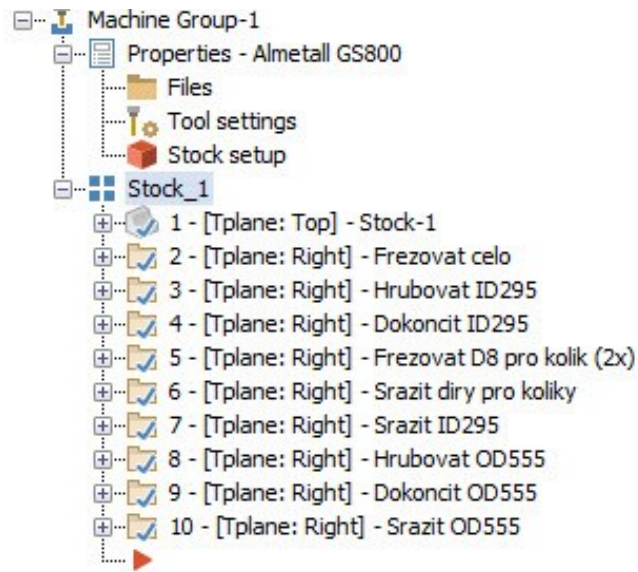 Machine Group-1
Properties - Almetall GS800
Files
Tool settings
Stock setup
Stock_1
1 - [Tplane: Top] - Stock-1
2 - [Tplane: Right] - Frezovat celo
3 - [Tplane: Right] - Hrubovat ID295
4 - [Tplane: Right] - Dokoncit ID295
5 - [Tplane: Right] - Frezovat D8 pro kolik (2x)
6 - [Tplane: Right] - Srazit diry pro koliky
7 - [Tplane: Right] - Srazit ID295
8 - [Tplane: Right] - Hrubovat OD555
9 - [Tplane: Right] - Dokoncit OD555
10 - [Tplane: Right] - Srazit OD555